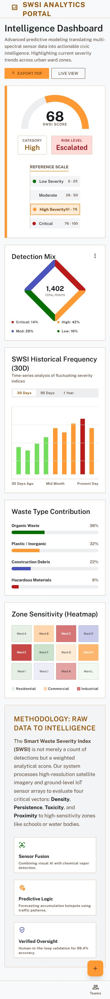 SWSI ANALYTICS
PORTAL
Intelligence Dashboard
Advanced predictive modeling translating multi-
spectral sensor data into actionable civic
intelligence. Highlighting current severity
trends across urban ward zones.
EXPORT PDF LIVE VIEW
68
SWSI SCORE
CATEGORY
High
RISK LEVEL
Escalated
REFERENCE SCALE
Low Severity 0 - 25
Moderate 26 - 50
High Severity 51 - 75
Critical 76 - 100
Detection Mix
1,402
TOTAL POINTS
Critical: 14% High: 42%
Mod: 28% Low: 16%
SWSI Historical Frequency
(30D)
Time-series analysis of fluctuating severity
indices
30 Days 90 Days 1 Year
30 Days Ago Mid Month Present Day
Waste Type Contribution
Organic Waste 38%
Plastic / Inorganic 32%
Construction Debris 22%
Hazardous Materials 8%
Zone Sensitivity (Heatmap)
Ward A Ward B Ward C Ward D
Ward E Ward F Ward G Ward H
Ward I Ward J Ward K Ward L
Residential Commercial Industrial
METHODOLOGY: RAW
DATA TO INTELLIGENCE
The Smart Waste Severity Index
(SWSI) is not merely a count of
detections but a weighted
analytical score. Our system
processes high-resolution satellite
imagery and ground-level IoT
sensor arrays to evaluate four
critical vectors: Density,
Persistence, Toxicity, and
Proximity to high-sensitivity zones
like schools or water bodies.
Sensor Fusion
Combining visual AI with chemical vapor
detection.
Predictive Logic
Forecasting accumulation hotspots using
traffic patterns.
Verified Oversight
Human-in-the-loop validation for 99.4%
accuracy.
+
Teams